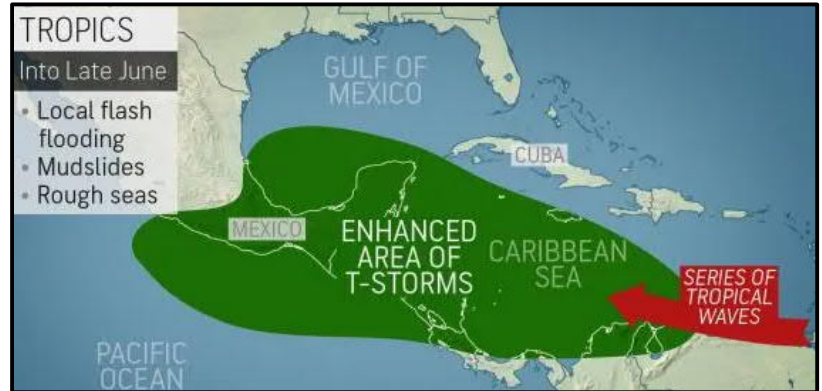 TROPICS
Into Late June
• Local flash
flooding
• Mudslides
• Rough seas
GULF OF
MEXICO
CUBA
MEXICO
ENHANCED
AREA OF
T-STORMS
CARIBBEAN
SEA
SERIES OF
TROPICAL
WAVES
PACIFIC
OCEAN